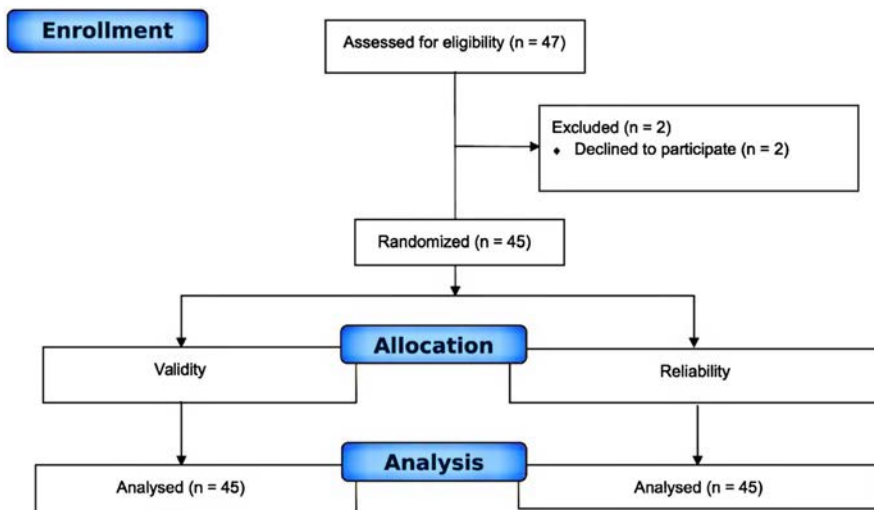 Enrollment
Assessed for eligibility (n = 47)
Excluded (n = 2)
♦ Declined to participate (n = 2)
Randomized (n = 45)
Allocation
Validity
Reliability
Analysis
Analysed (n = 45)
Analysed (n = 45)